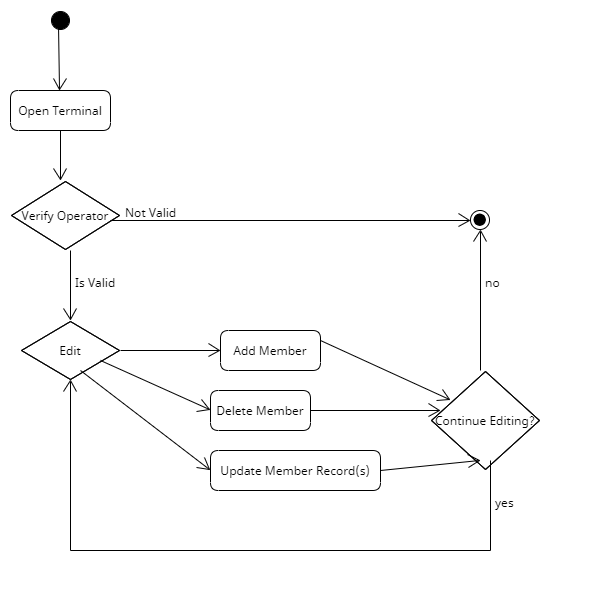 Open Terminal
Verify Operator
Not Valid
Is Valid
no
Edit
Add Member
Delete Member
Continue Editing?
Update Member Record(s)
yes